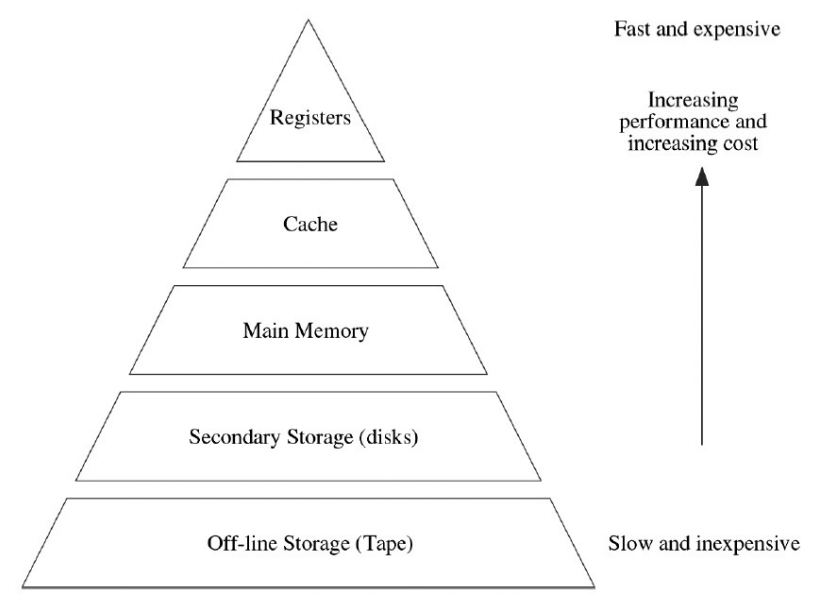 Fast and expensive
Increasing
performance and
increasing cost
Registers
Cache
Main Memory
Secondary Storage (disks)
Off-line Storage (Tape)
Slow and inexpensive